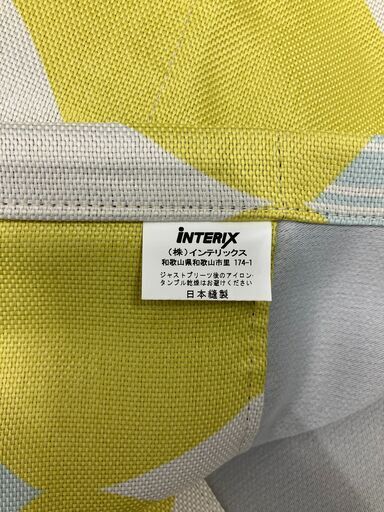 iNTERIX
(株)インテリックス
和歌山県和歌山市里 174-1
ジャストプリーツ後のアイロン・
タンブル乾燥はお避けください
日本縫製